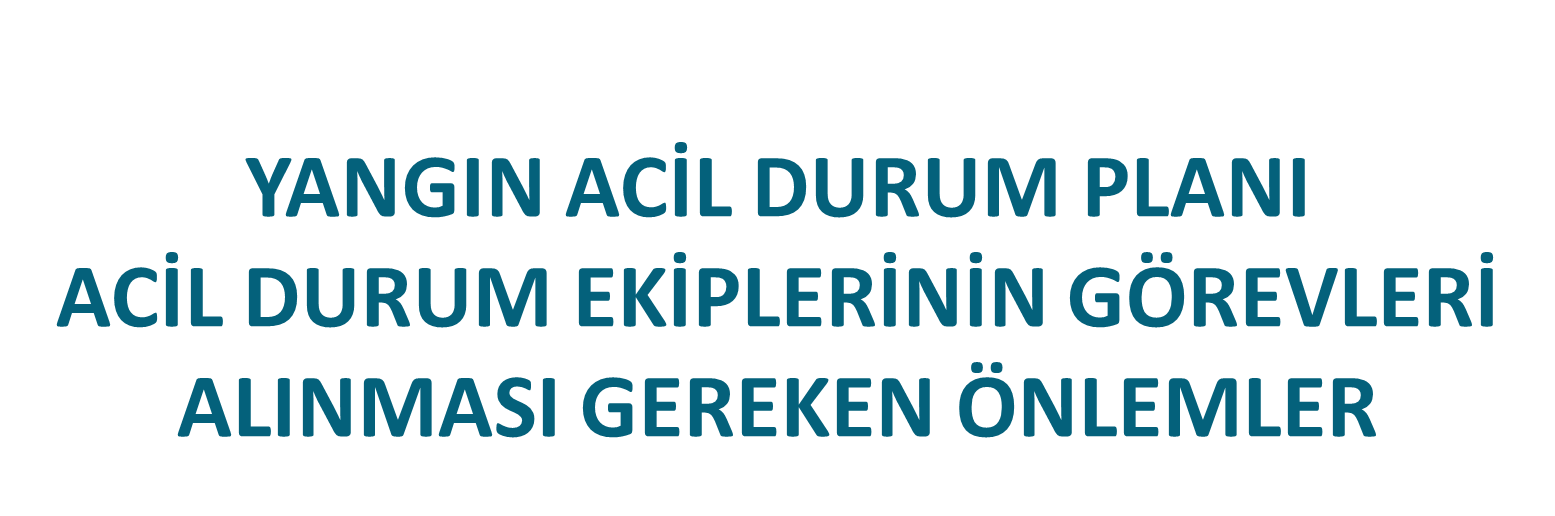 YANGIN ACİL DURUM PLANI
ACİL DURUM EKİPLERİNİN GÖREVLERİ
ALINMASI GEREKEN ÖNLEMLER